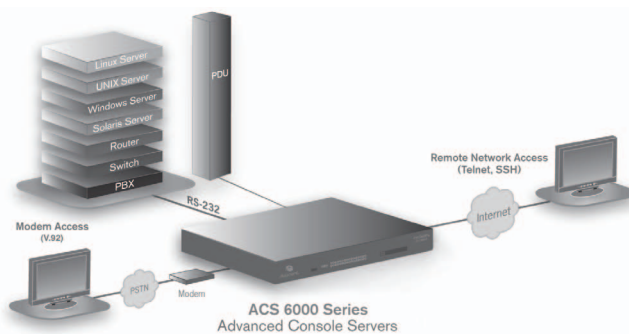 Linux Server
UNIX Server
Windows Server
Solaris Server
Router
Switch
PBX
PDU
RS-232
Remote Network Access
(Telnet, SSH)
Internet
Modem Access
(V.92)
PSTN
Modem
ACS 6000 Series
Advanced Console Servers